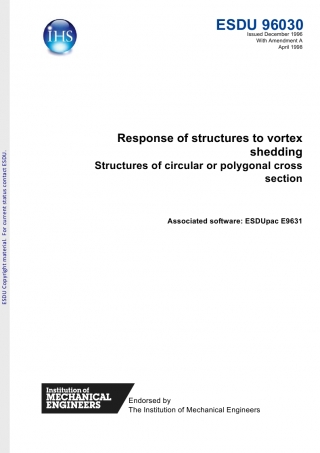 ESDU 96030
Issued December 1996
With Amendment A
April 1998
IHS
Response of structures to vortex
shedding
Structures of circular or polygonal cross
section
Associated software: ESDUpac E9631
ESDU Copyright material. For current status contact ESDU.
Institution of
MECHANICAL
ENGINEERS
Endorsed by
The Institution of Mechanical Engineers